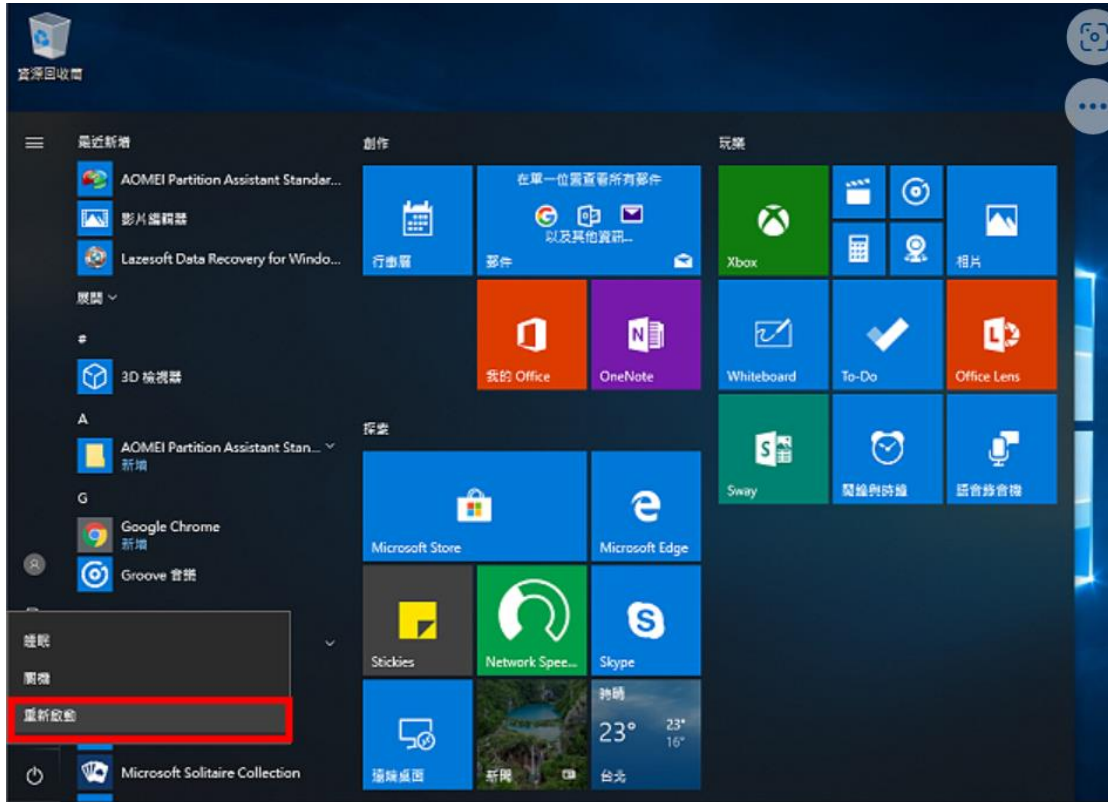 資源回收筒
最近新增
AOMEI Partition Assistant Standar...
影片編輯器
Lazesoft Data Recovery for Windo...
展開
#
3D 檢視器
A
AOMEI Partition Assistant Stan...
新增
G
Google Chrome
新增
Groove 音樂
睡眠
關機
重新啟動
Microsoft Solitaire Collection
創作
行事曆
在單一位置查看所有郵件
以及其他資訊...
郵件
我的 Office
OneNote
探索
Microsoft Store
Microsoft Edge
Stickies
Network Spee...
Skype
遠端桌面
新聞
時晴
23°
23°
16°
台北
玩樂
Xbox
相片
Whiteboard
To-Do
Office Lens
Sway
鬧鐘與時鐘
語音錄音機